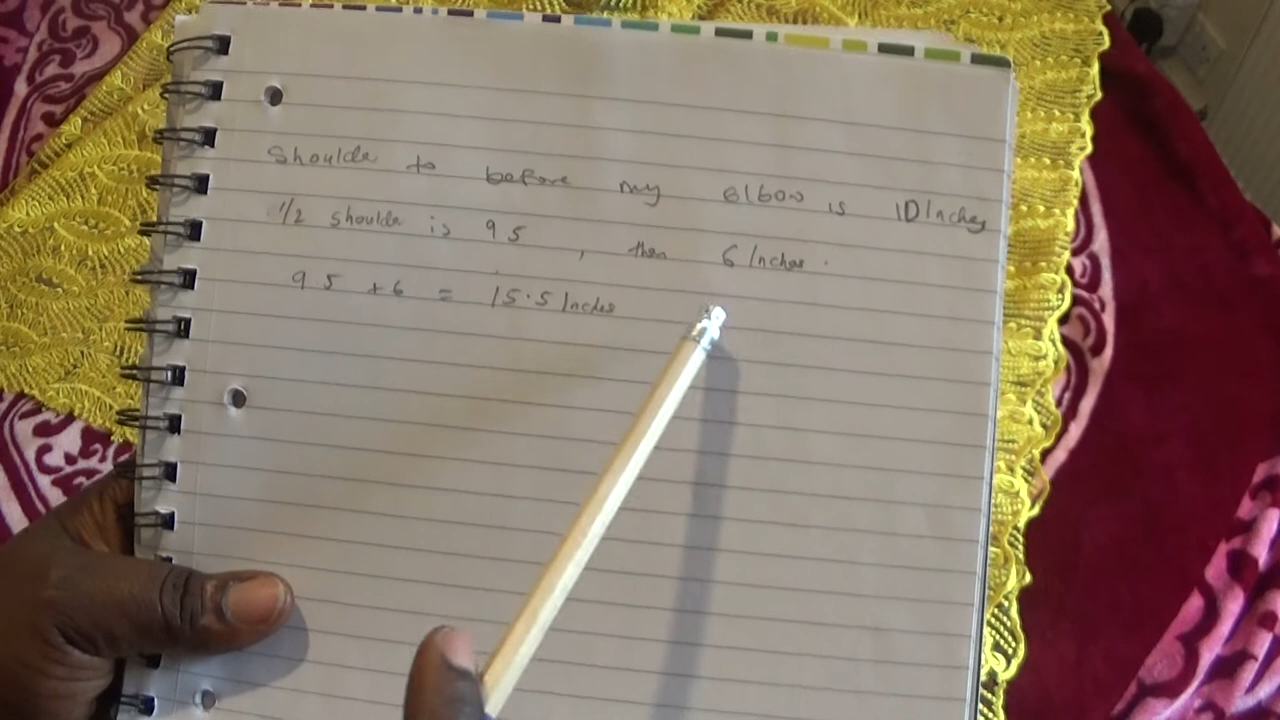 Shoulde to before my elboo is 10 Inches
1/2 shoulde is 9 5 , then 6 Inches .
9 5 + 6 = 15.5 Inches